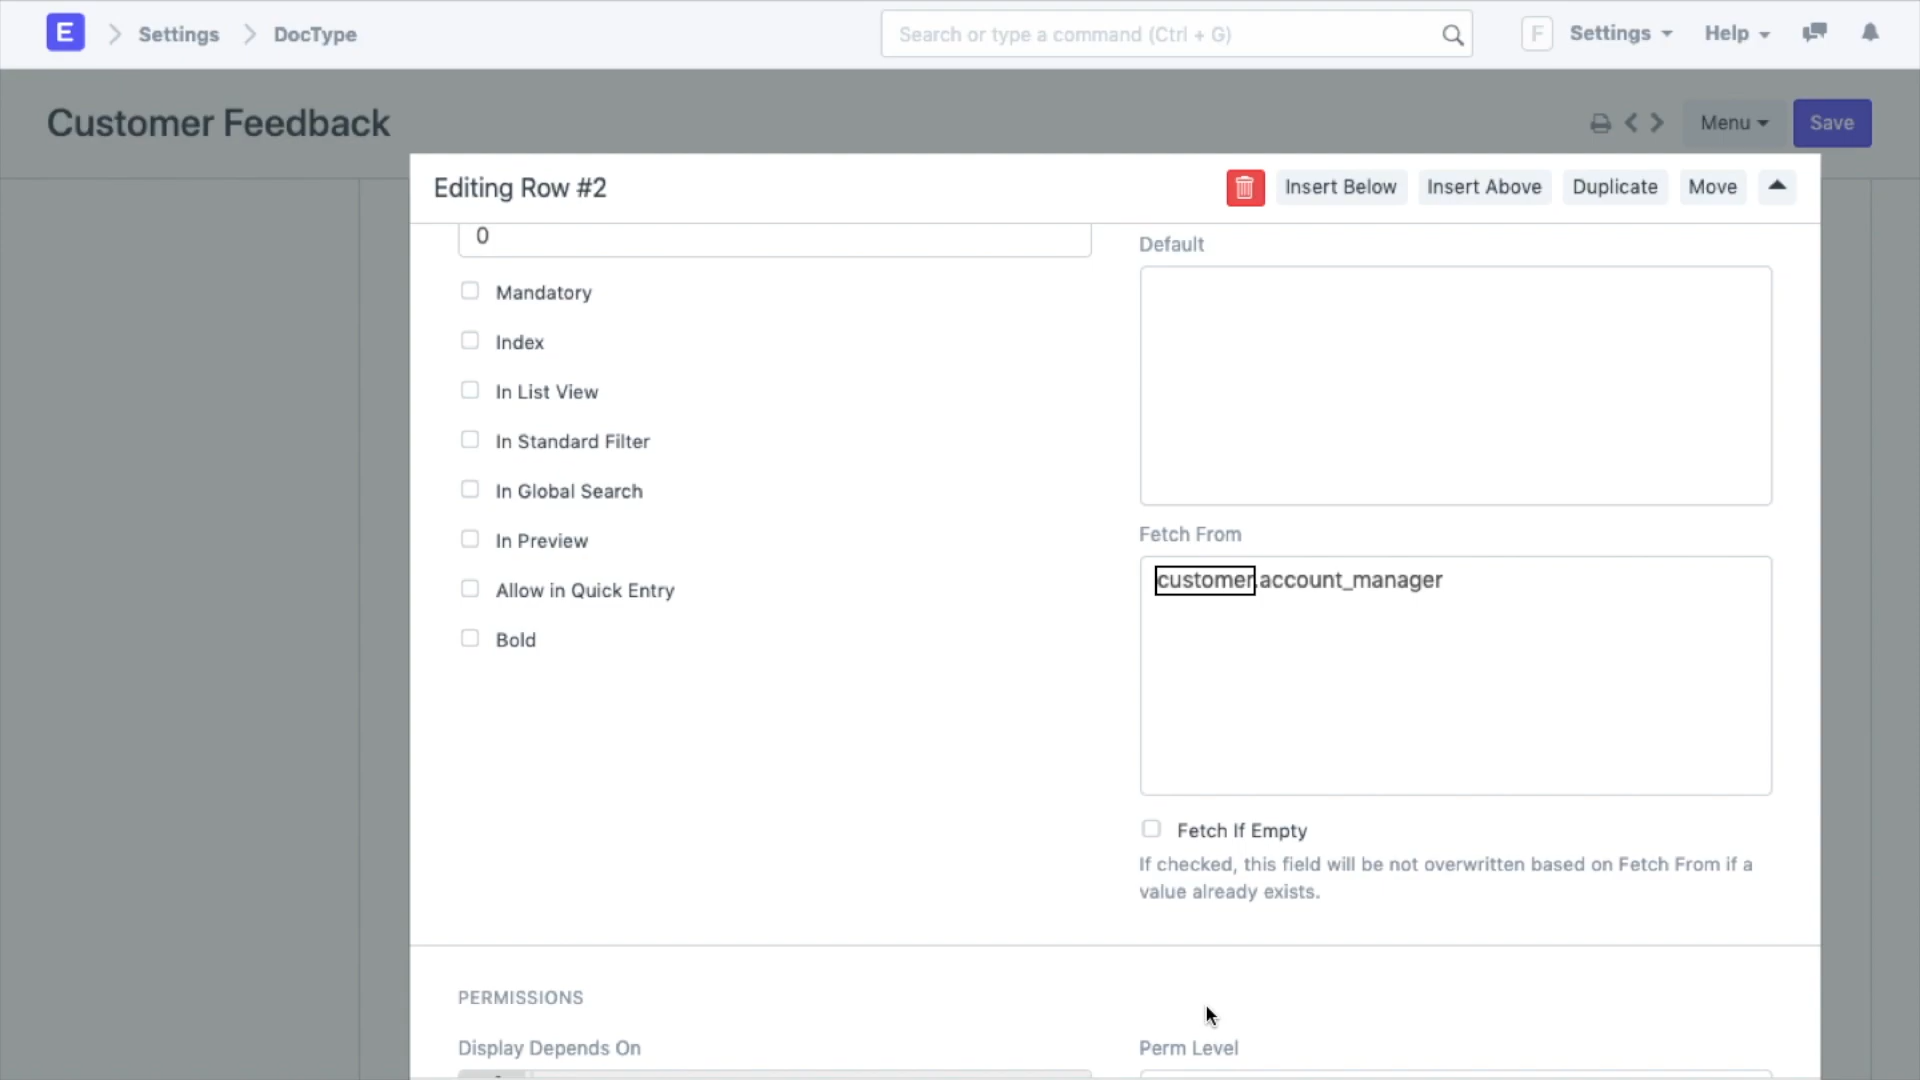 E Settings DocType Search or type a command (Ctrl + G) F Settings Help
Customer Feedback Menu Save
Editing Row #2 Insert Below Insert Above Duplicate Move
0
Default
Mandatory
Index
In List View
In Standard Filter
In Global Search
In Preview
Allow in Quick Entry
Bold
Fetch From
customer.account_manager
Fetch If Empty
If checked, this field will be not overwritten based on Fetch From if a
value already exists.
PERMISSIONS
Display Depends On
Perm Level